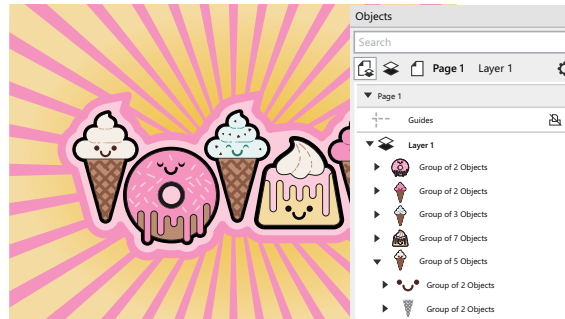 Objects
Search
Page 1 Layer 1
Page 1
Guides
Layer 1
Group of 2 Objects
Group of 2 Objects
Group of 3 Objects
Group of 7 Objects
Group of 5 Objects
Group of 2 Objects
Group of 2 Objects